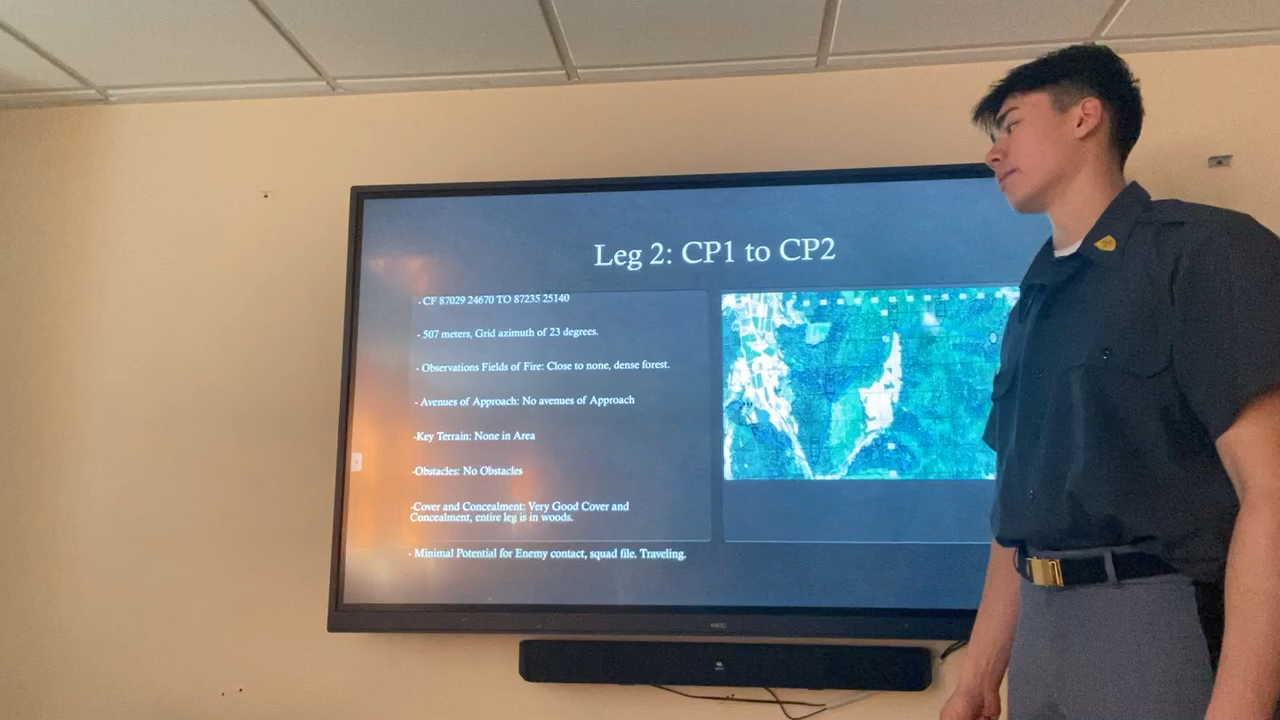 Leg 2: CP1 to CP2
- CF 87029 24670 TO 87235 25140
- 507 meters, Grid azimuth of 23 degrees.
- Observations Fields of Fire: Close to none, dense forest.
- Avenues of Approach: No avenues of Approach
-Key Terrain: None in Area
-Obstacles: No Obstacles
-Cover and Concealment: Very Good Cover and
Concealment, entire leg is in woods.
- Minimal Potential for Enemy contact, squad file. Traveling.
NEC